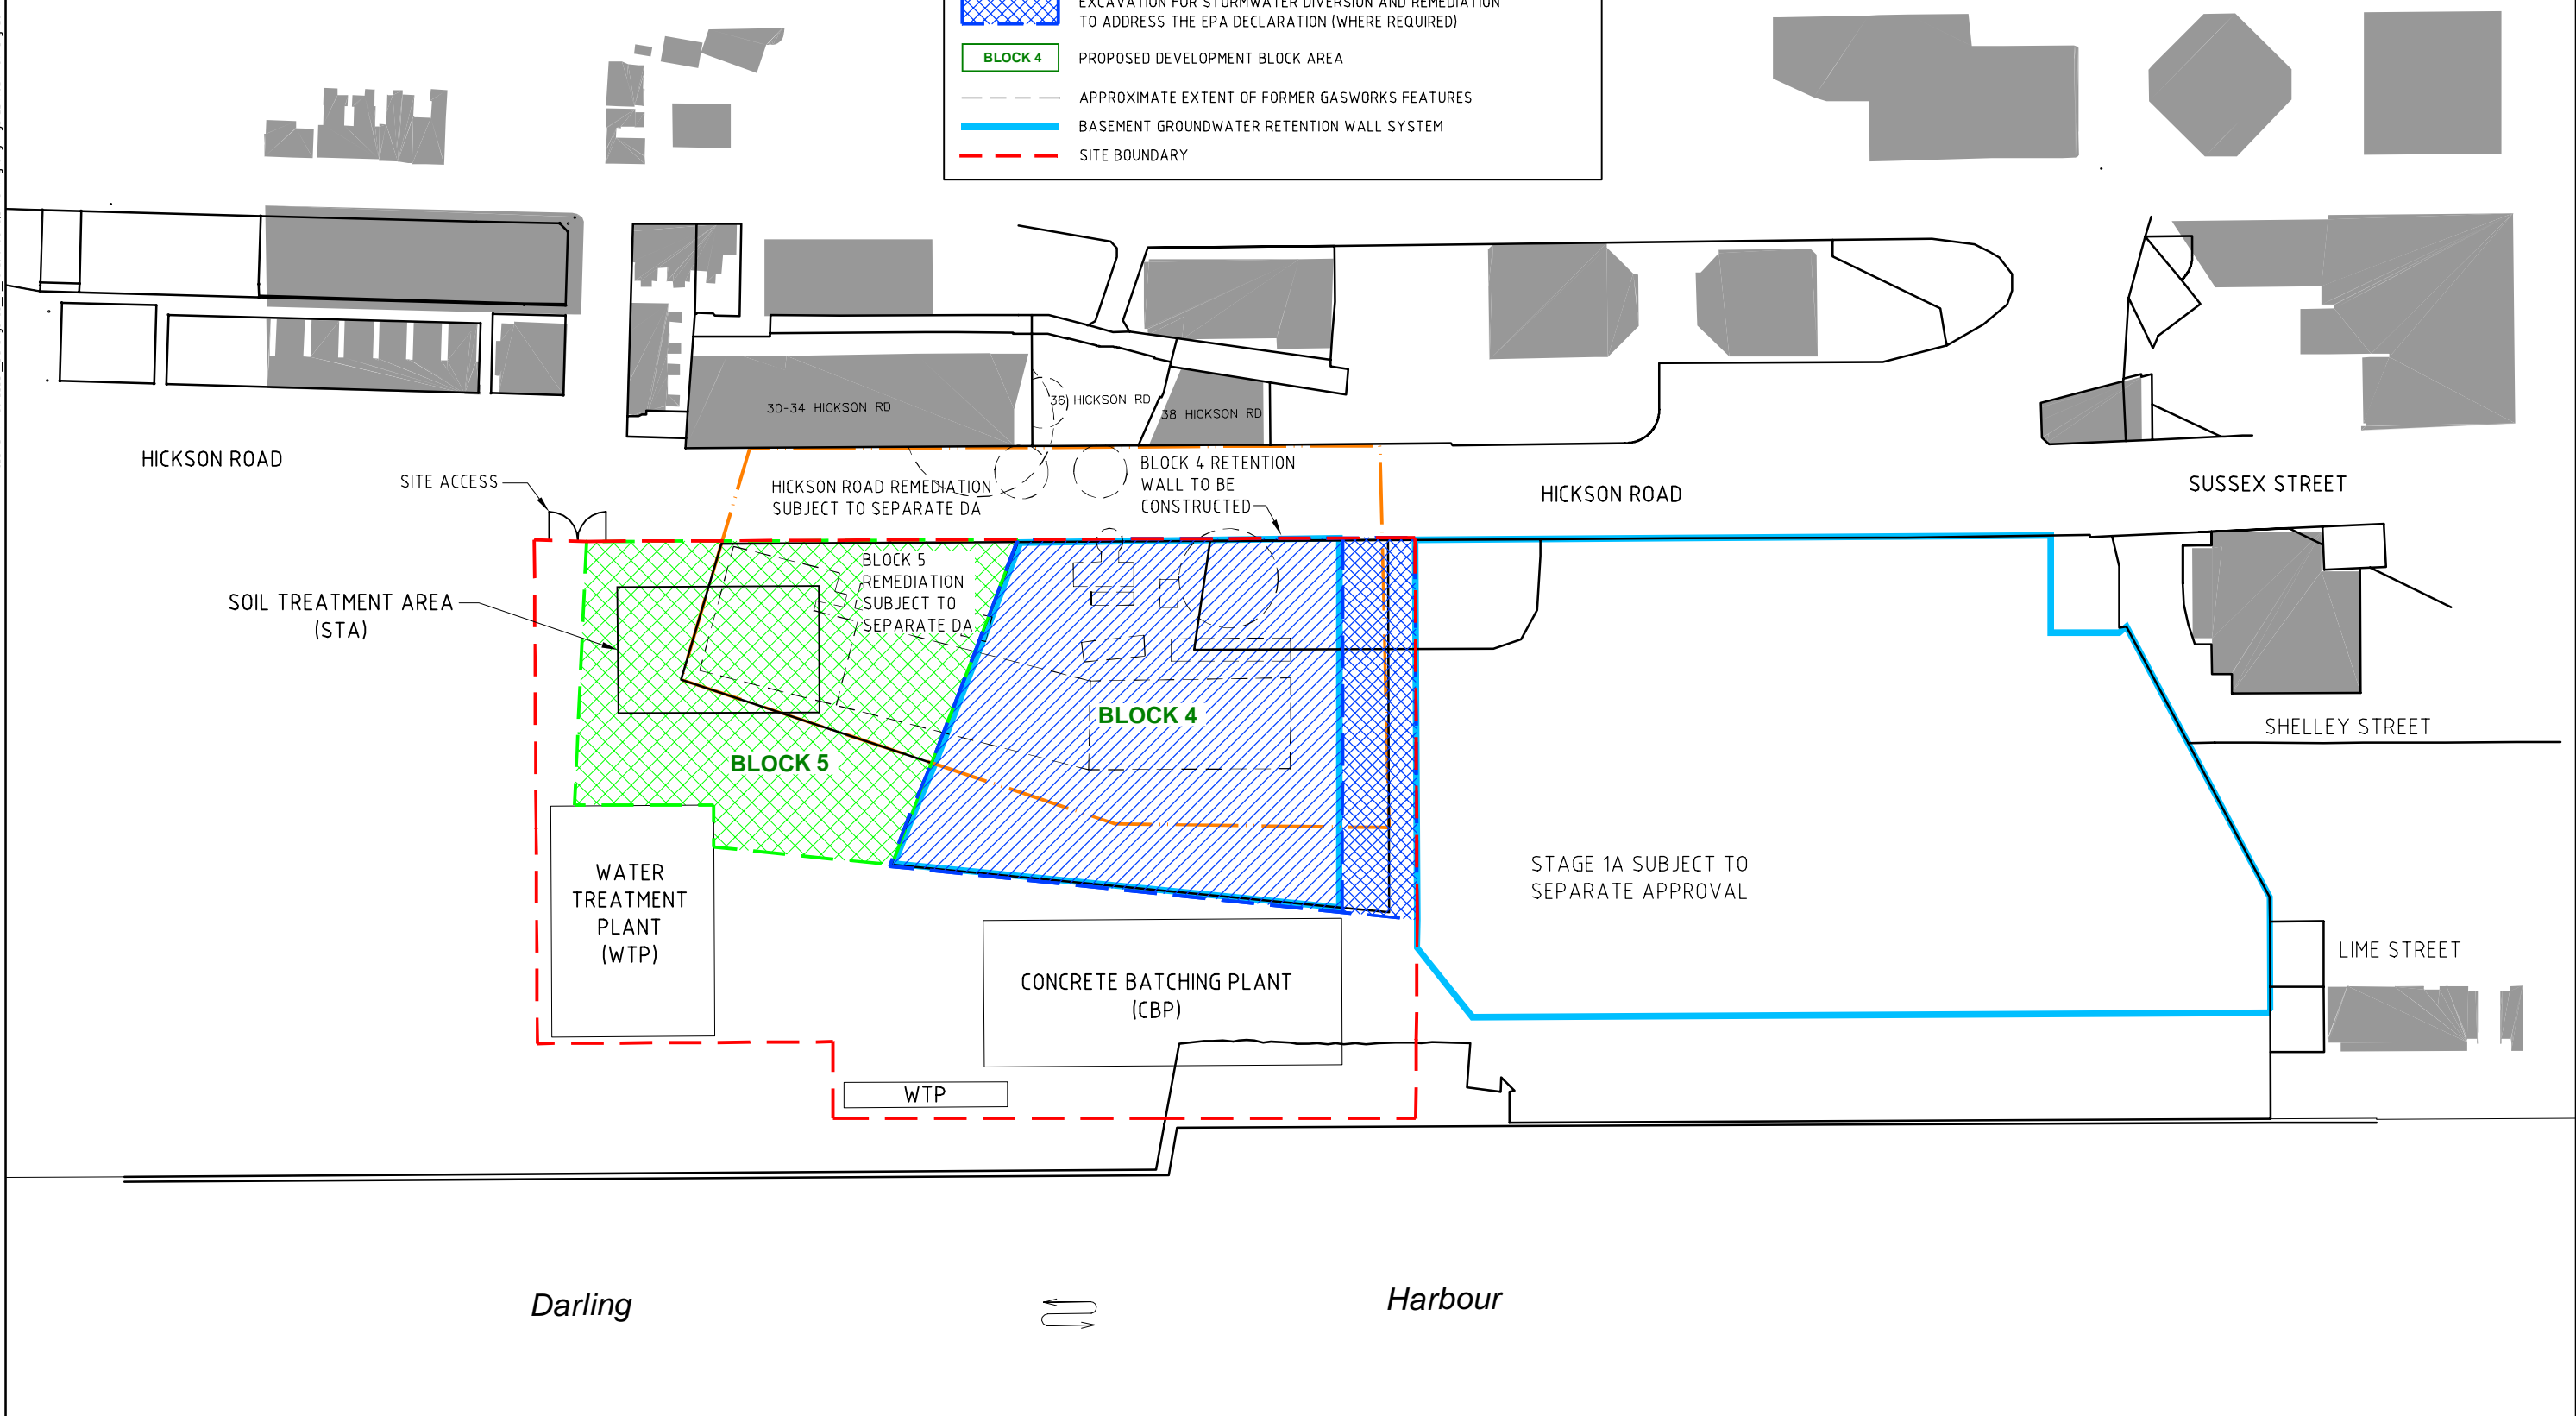 EXCAVATION FOR STORMWATER DIVERSION AND REMEDIATION
TO ADDRESS THE EPA DECLARATION (WHERE REQUIRED)
BLOCK 4
PROPOSED DEVELOPMENT BLOCK AREA
APPROXIMATE EXTENT OF FORMER GASWORKS FEATURES
BASEMENT GROUNDWATER RETENTION WALL SYSTEM
SITE BOUNDARY
30-34 HICKSON RD
36 HICKSON RD
38 HICKSON RD
HICKSON ROAD
SITE ACCESS
HICKSON ROAD REMEDIATION
SUBJECT TO SEPARATE DA
BLOCK 4 RETENTION
WALL TO BE
CONSTRUCTED
HICKSON ROAD
SUSSEX STREET
SOIL TREATMENT AREA
(STA)
BLOCK 5
REMEDIATION
SUBJECT TO
SEPARATE DA
BLOCK 4
BLOCK 5
SHELLEY STREET
WATER
TREATMENT
PLANT
(WTP)
STAGE 1A SUBJECT TO
SEPARATE APPROVAL
CONCRETE BATCHING PLANT
(CBP)
LIME STREET
WTP
Darling
Harbour